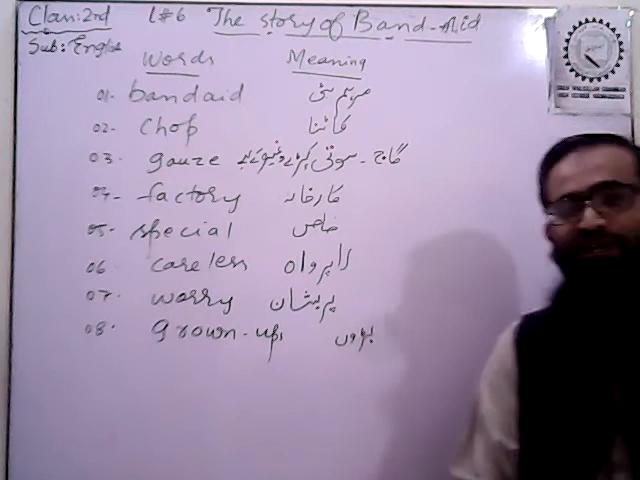 Class: 2nd L#6 The story of Band-Aid
Sub: English
Words Meaning
01- bandaid مرہم پٹی
02- chop کاٹنا
03- gauze گاج - سوتی کپڑے
04- factory کارخانہ
05- special خاص
06 careless لاپرواہ
07- worry پریشان
08- grown-ups بڑوں